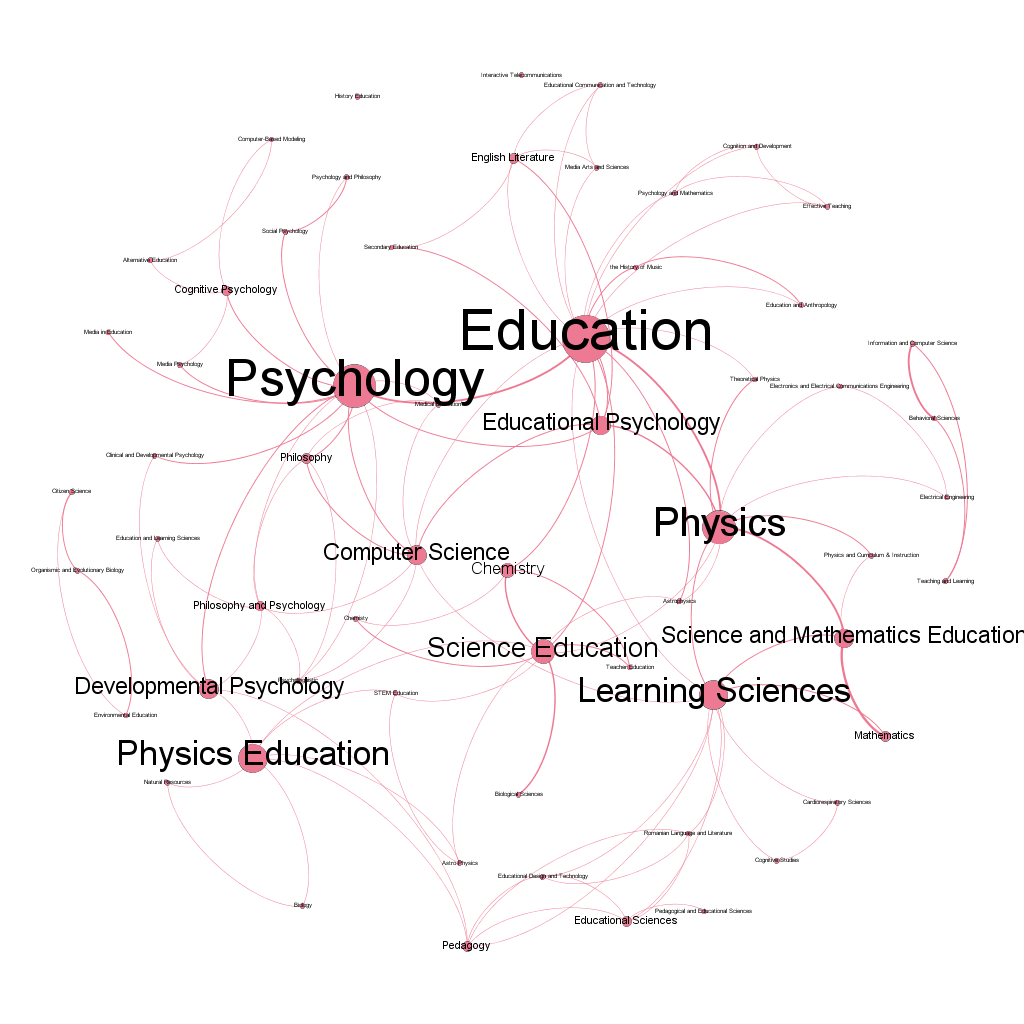 Interactive Telecommunications
Educational Communication and Technology
History Education
Computer-Based Modeling
Cognition and Development
English Literature
Media Arts and Sciences
Psychology and Philosophy
Psychology and Mathematics
Effective Teaching
Social Psychology
Secondary Education
Alternative Education
the History of Music
Cognitive Psychology
Education and Anthropology
Media in Education
Education
Information and Computer Science
Media Psychology
Psychology
Theoretical Physics
Electronics and Electrical Communications Engineering
Educational Psychology
Behavioral Sciences
Clinical and Developmental Psychology
Philosophy
Citizen Science
Electrical Engineering
Physics
Education and Learning Sciences
Computer Science
Physics and Curriculum & Instruction
Organismic and Evolutionary Biology
Chemistry
Teaching and Learning
Astrophysics
Philosophy and Psychology
Chemisty
Science and Mathematics Education
Science Education
Teacher Education
Developmental Psychology
STEM Education
Learning Sciences
Environmental Education
Mathematics
Physics Education
Natural Resources
Biological Sciences
Cardiorespiratory Sciences
Romanian Language and Literature
Astro Physics
Cognitive Studies
Educational Design and Technology
Biology
Pedagogical and Educational Sciences
Educational Sciences
Pedagogy